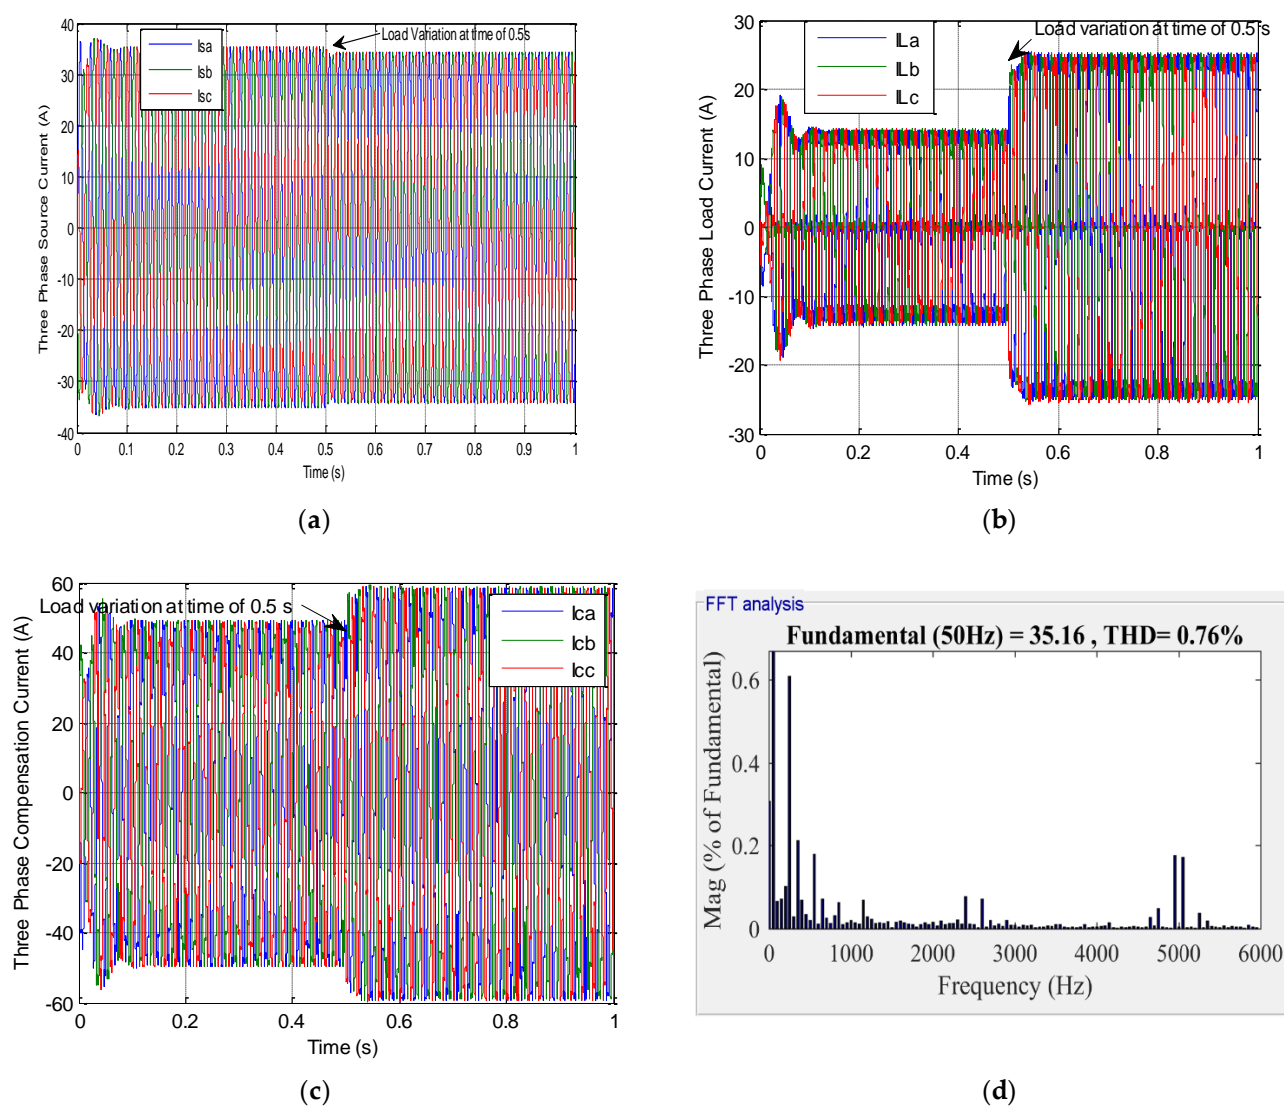 40
30
20
10
0
-10
-20
-30
-40
Three Phase Source Current (A)
Isa
Isb
Isc
Load Variation at time of 0.5s
0 0.1 0.2 0.3 0.4 0.5 0.6 0.7 0.8 0.9 1
Time (s)
(a)
30
20
10
0
-10
-20
-30
Three Phase Load Current (A)
ILa
ILb
ILc
Load variation at time of 0.5 s
0 0.2 0.4 0.6 0.8 1
Time (s)
(b)
60
40
20
0
-20
-40
-60
Three Phase Compensation Current (A)
Load variation at time of 0.5 s
Ica
Icb
Icc
0 0.2 0.4 0.6 0.8 1
Time (s)
(c)
FFT analysis
Fundamental (50Hz) = 35.16 , THD= 0.76%
0.6
0.4
0.2
0
Mag (% of Fundamental)
0 1000 2000 3000 4000 5000 6000
Frequency (Hz)
(d)